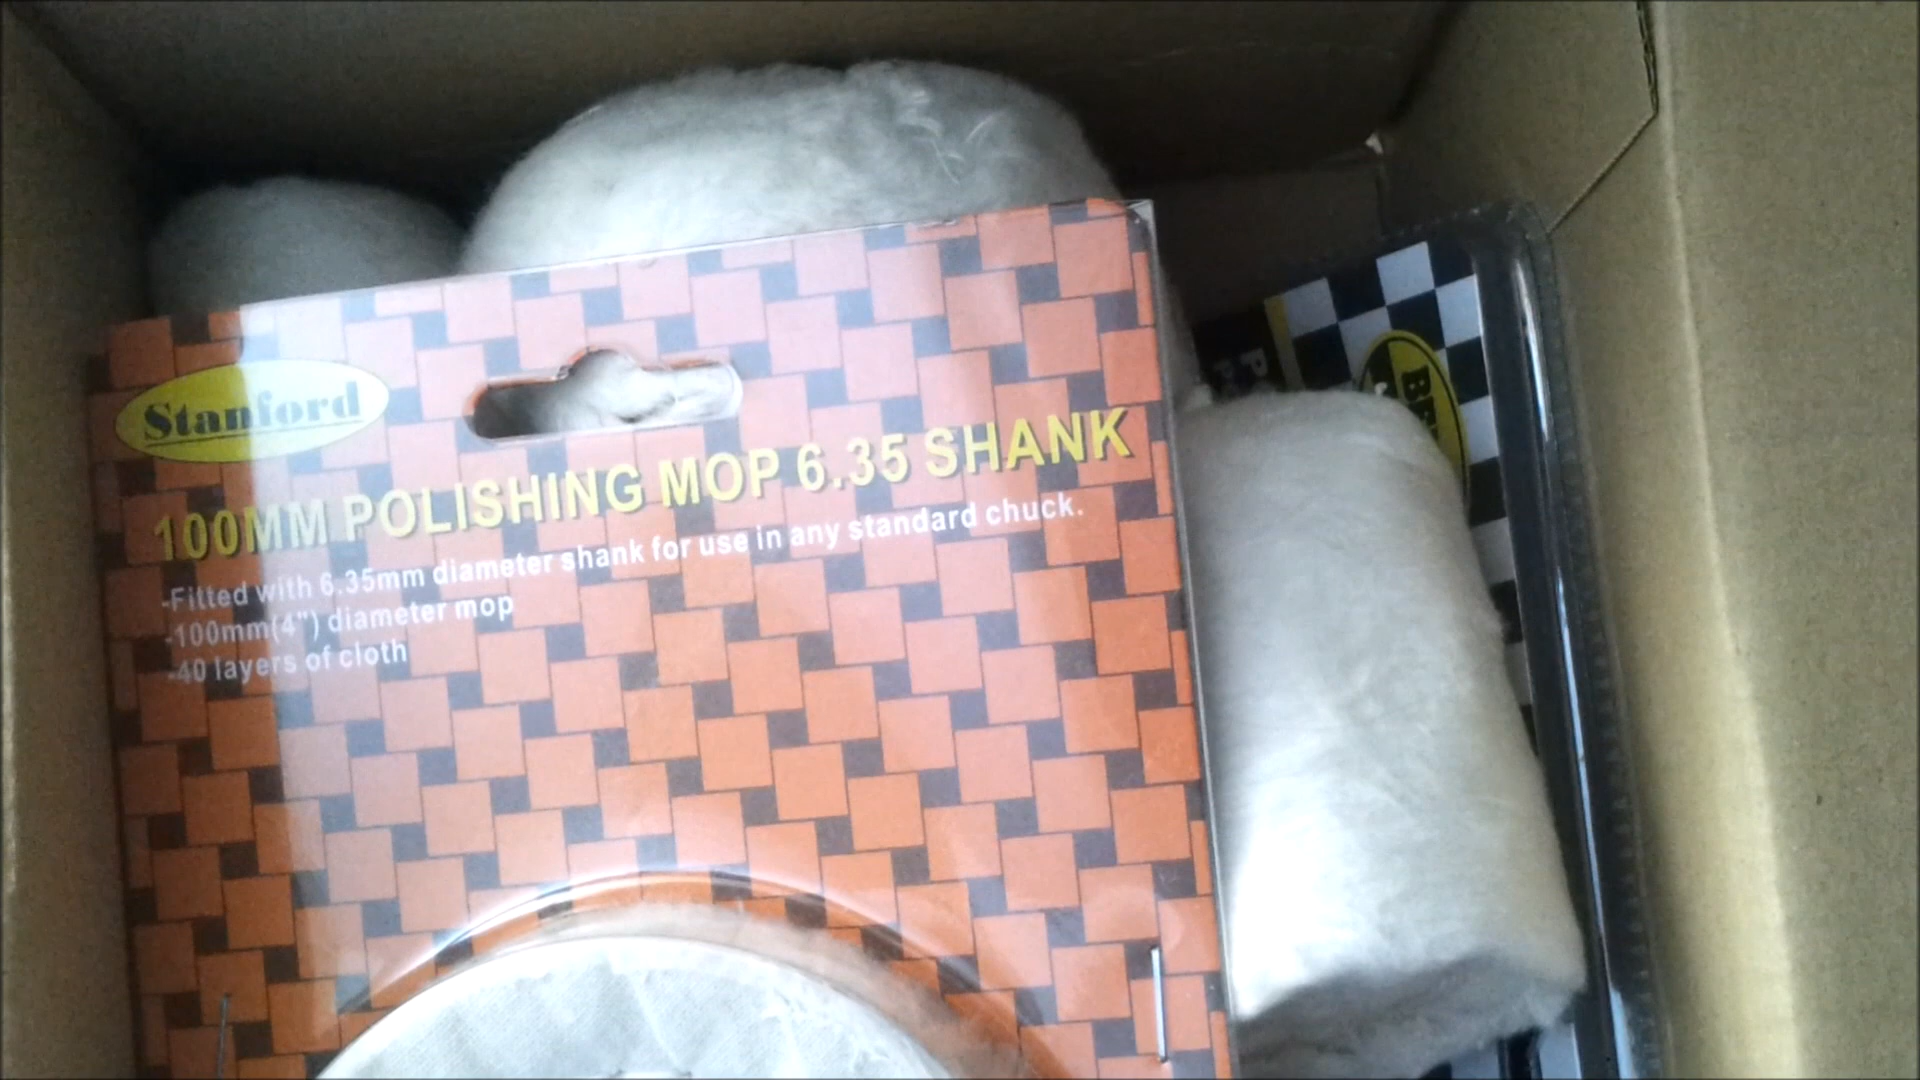 Stanford
100MM POLISHING MOP 6.35 SHANK
-Fitted with 6.35mm diameter shank for use in any standard chuck.
-100mm(4") diameter mop
-40 layers of cloth